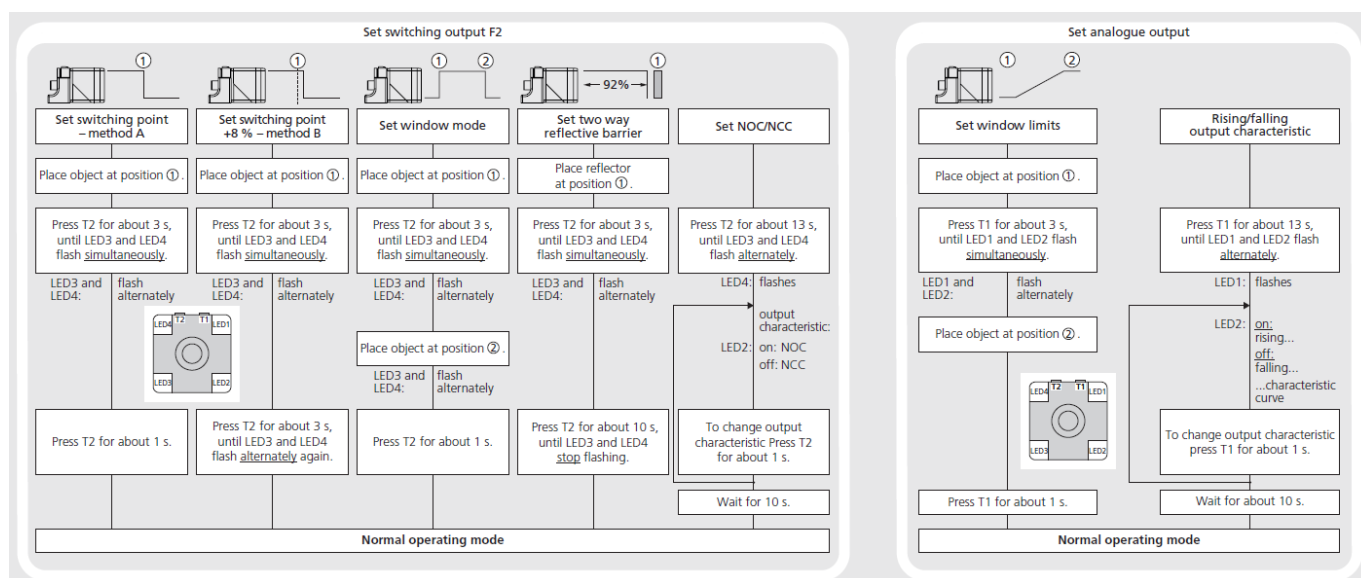 Set switching output F2
①
①
① ②
①
92%
Set switching point
– method A
Place object at position ①.
Press T2 for about 3 s,
until LED3 and LED4
flash simultaneously.
LED3 and
LED4:
flash
alternately
Press T2 for about 1 s.
Set switching point
+8 % – method B
Place object at position ①.
Press T2 for about 3 s,
until LED3 and LED4
flash simultaneously.
LED3 and
LED4:
flash
alternately
Press T2 for about 3 s,
until LED3 and LED4
flash alternately again.
LED4 T2 T1 LED1
LED3 LED2
Set window mode
Place object at position ①.
Press T2 for about 3 s,
until LED3 and LED4
flash simultaneously.
LED3 and
LED4:
flash
alternately
Place object at position ②.
LED3 and
LED4:
flash
alternately
Press T2 for about 1 s.
Set two way
reflective barrier
Place reflector
at position ①.
Press T2 for about 3 s,
until LED3 and LED4
flash simultaneously.
LED3 and
LED4:
flash
alternately
Press T2 for about 10 s,
until LED3 and LED4
stop flashing.
Set NOC/NCC
Press T2 for about 13 s,
until LED3 and LED4
flash alternately.
LED4: flashes
output
characteristic:
LED2: on: NOC
off: NCC
To change output
characteristic Press T2
for about 1 s.
Wait for 10 s.
Normal operating mode
Set analogue output
① ②
Set window limits
Place object at position ①.
Press T1 for about 3 s,
until LED1 and LED2 flash
simultaneously.
LED1 and
LED2:
flash
alternately
Place object at position ②.
LED4 T2 T1 LED1
LED3 LED2
Press T1 for about 1 s.
Rising/falling
output characteristic
Press T1 for about 13 s,
until LED1 and LED2 flash
alternately.
LED1: flashes
LED2: on:
rising...
off:
falling...
...characteristic
curve
To change output characteristic
press T1 for about 1 s.
Wait for about 10 s.
Normal operating mode